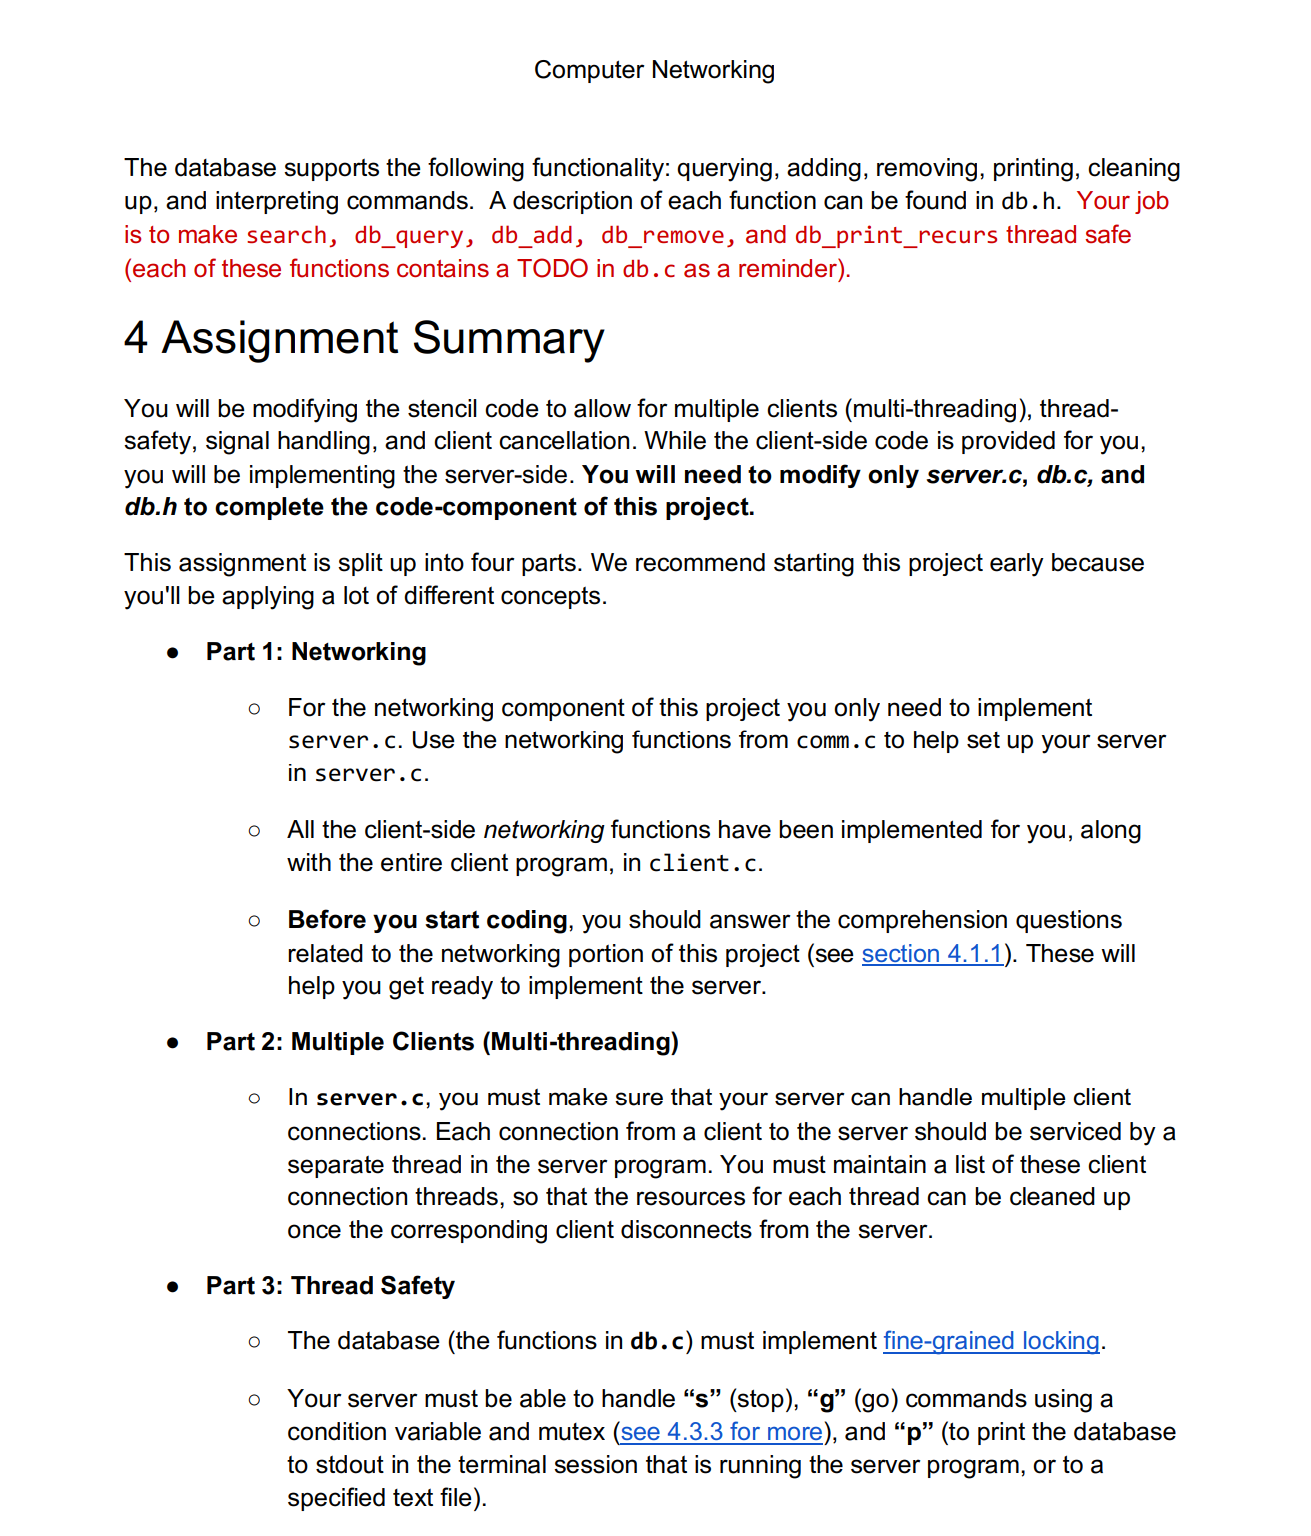 Computer Networking
The database supports the following functionality: querying, adding, removing, printing, cleaning
up, and interpreting commands.  A description of each function can be found in db.h.  Your job
is to make search, db_query, db_add, db_remove, and db_print_recurs thread safe
(each of these functions contains a TODO in db.c as a reminder).
4 Assignment Summary
You will be modifying the stencil code to allow for multiple clients (multi-threading), thread-
safety, signal handling, and client cancellation. While the client-side code is provided for you,
you will be implementing the server-side. You will need to modify only server.c, db.c, and
db.h to complete the code-component of this project.
This assignment is split up into four parts. We recommend starting this project early because
you'll be applying a lot of different concepts.
● Part 1: Networking
○ For the networking component of this project you only need to implement
server.c. Use the networking functions from comm.c to help set up your server
in server.c.
○ All the client-side networking functions have been implemented for you, along
with the entire client program, in client.c.
○ Before you start coding, you should answer the comprehension questions
related to the networking portion of this project (see section 4.1.1). These will
help you get ready to implement the server.
● Part 2: Multiple Clients (Multi-threading)
○ In server.c, you must make sure that your server can handle multiple client
connections. Each connection from a client to the server should be serviced by a
separate thread in the server program. You must maintain a list of these client
connection threads, so that the resources for each thread can be cleaned up
once the corresponding client disconnects from the server.
● Part 3: Thread Safety
○ The database (the functions in db.c) must implement fine-grained locking.
○ Your server must be able to handle “s” (stop), “g” (go) commands using a
condition variable and mutex (see 4.3.3 for more), and “p” (to print the database
to stdout in the terminal session that is running the server program, or to a
specified text file).